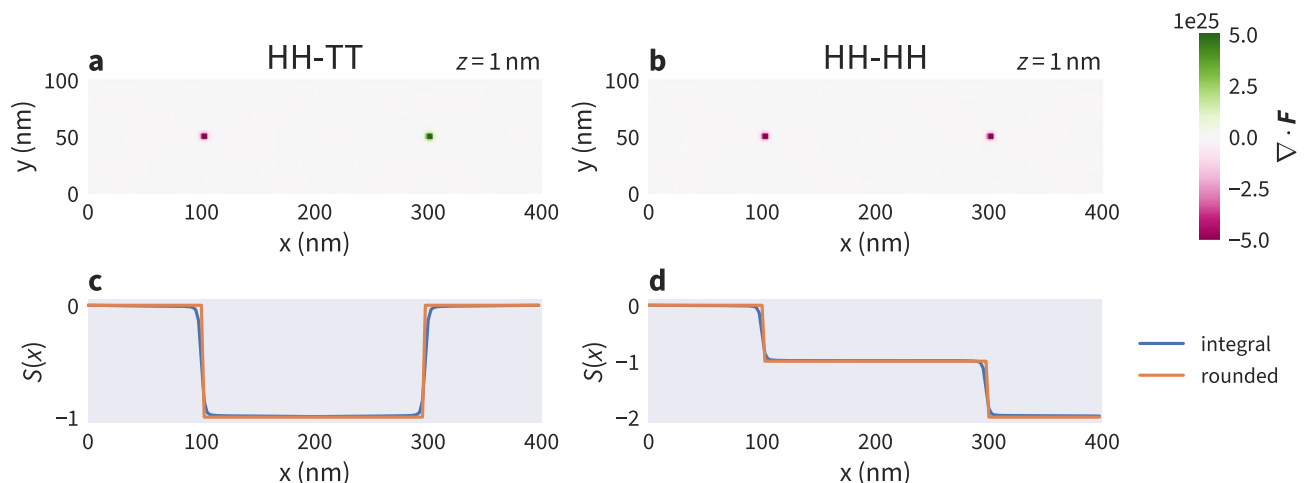 a HH-TT z = 1 nm
b HH-HH z = 1 nm
1e25
100
50
0
y (nm)
0 100 200 300 400
x (nm)
100
50
0
y (nm)
0 100 200 300 400
x (nm)
5.0
2.5
0.0
−2.5
−5.0
∇ · F
c
0
−1
S(x)
0 100 200 300 400
x (nm)
d
0
−1
−2
S(x)
0 100 200 300 400
x (nm)
integral
rounded